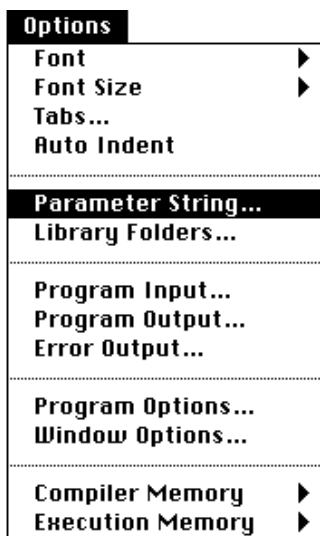 Options
Font
Font Size
Tabs...
Auto Indent
Parameter String...
Library Folders...
Program Input...
Program Output...
Error Output...
Program Options...
Window Options...
Compiler Memory
Execution Memory